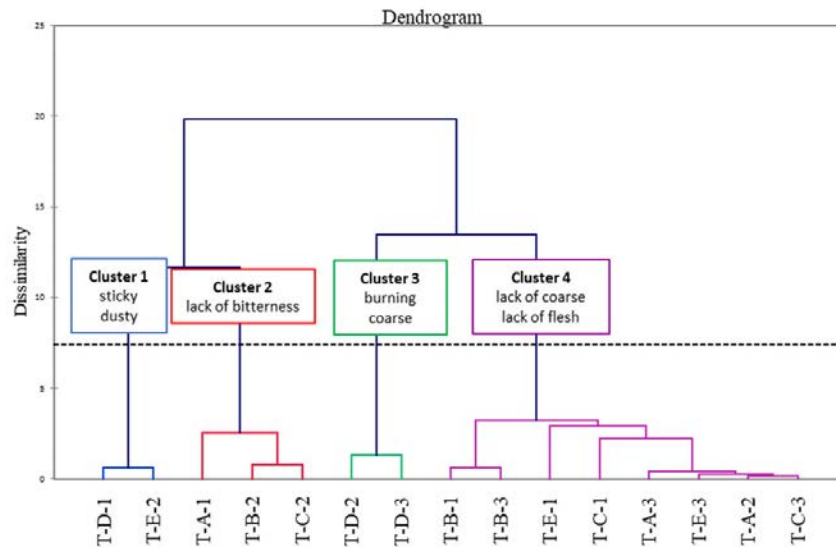 Dendrogram
25
20
15
10
5
0
Dissimilarity
Cluster 1
sticky
dusty
Cluster 2
lack of bitterness
Cluster 3
burning
coarse
Cluster 4
lack of coarse
lack of flesh
T-D-1
T-E-2
T-A-1
T-B-2
T-C-2
T-D-2
T-D-3
T-B-1
T-B-3
T-E-1
T-C-1
T-A-3
T-E-3
T-A-2
T-C-3